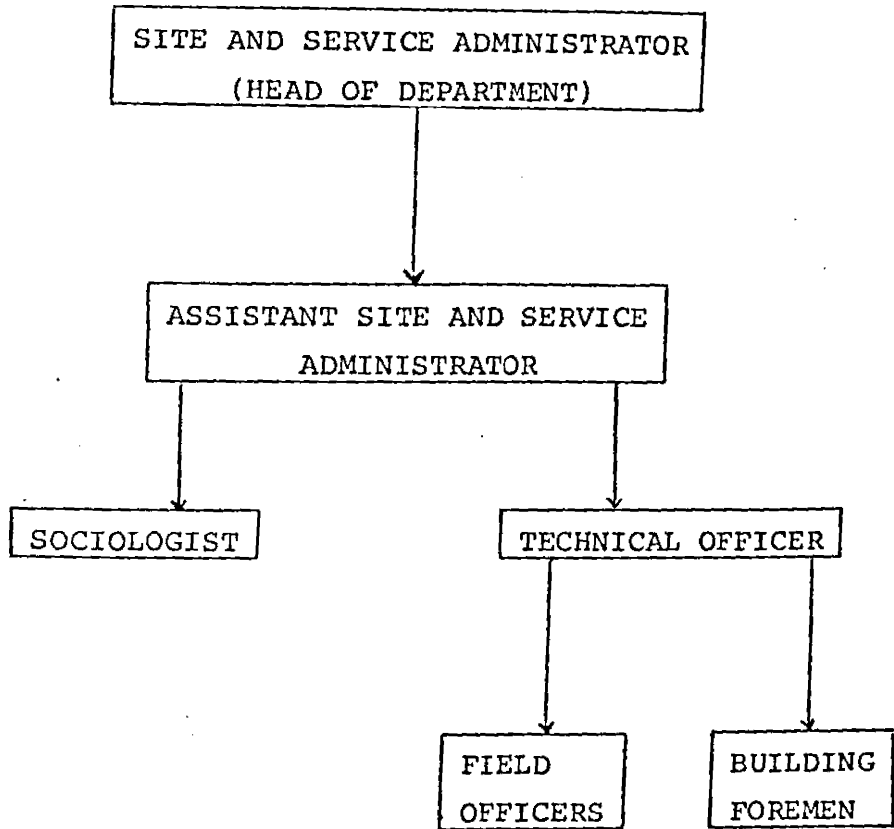 SITE AND SERVICE ADMINISTRATOR
(HEAD OF DEPARTMENT)
ASSISTANT SITE AND SERVICE
ADMINISTRATOR
SOCIOLOGIST
TECHNICAL OFFICER
FIELD
OFFICERS
BUILDING
FOREMEN